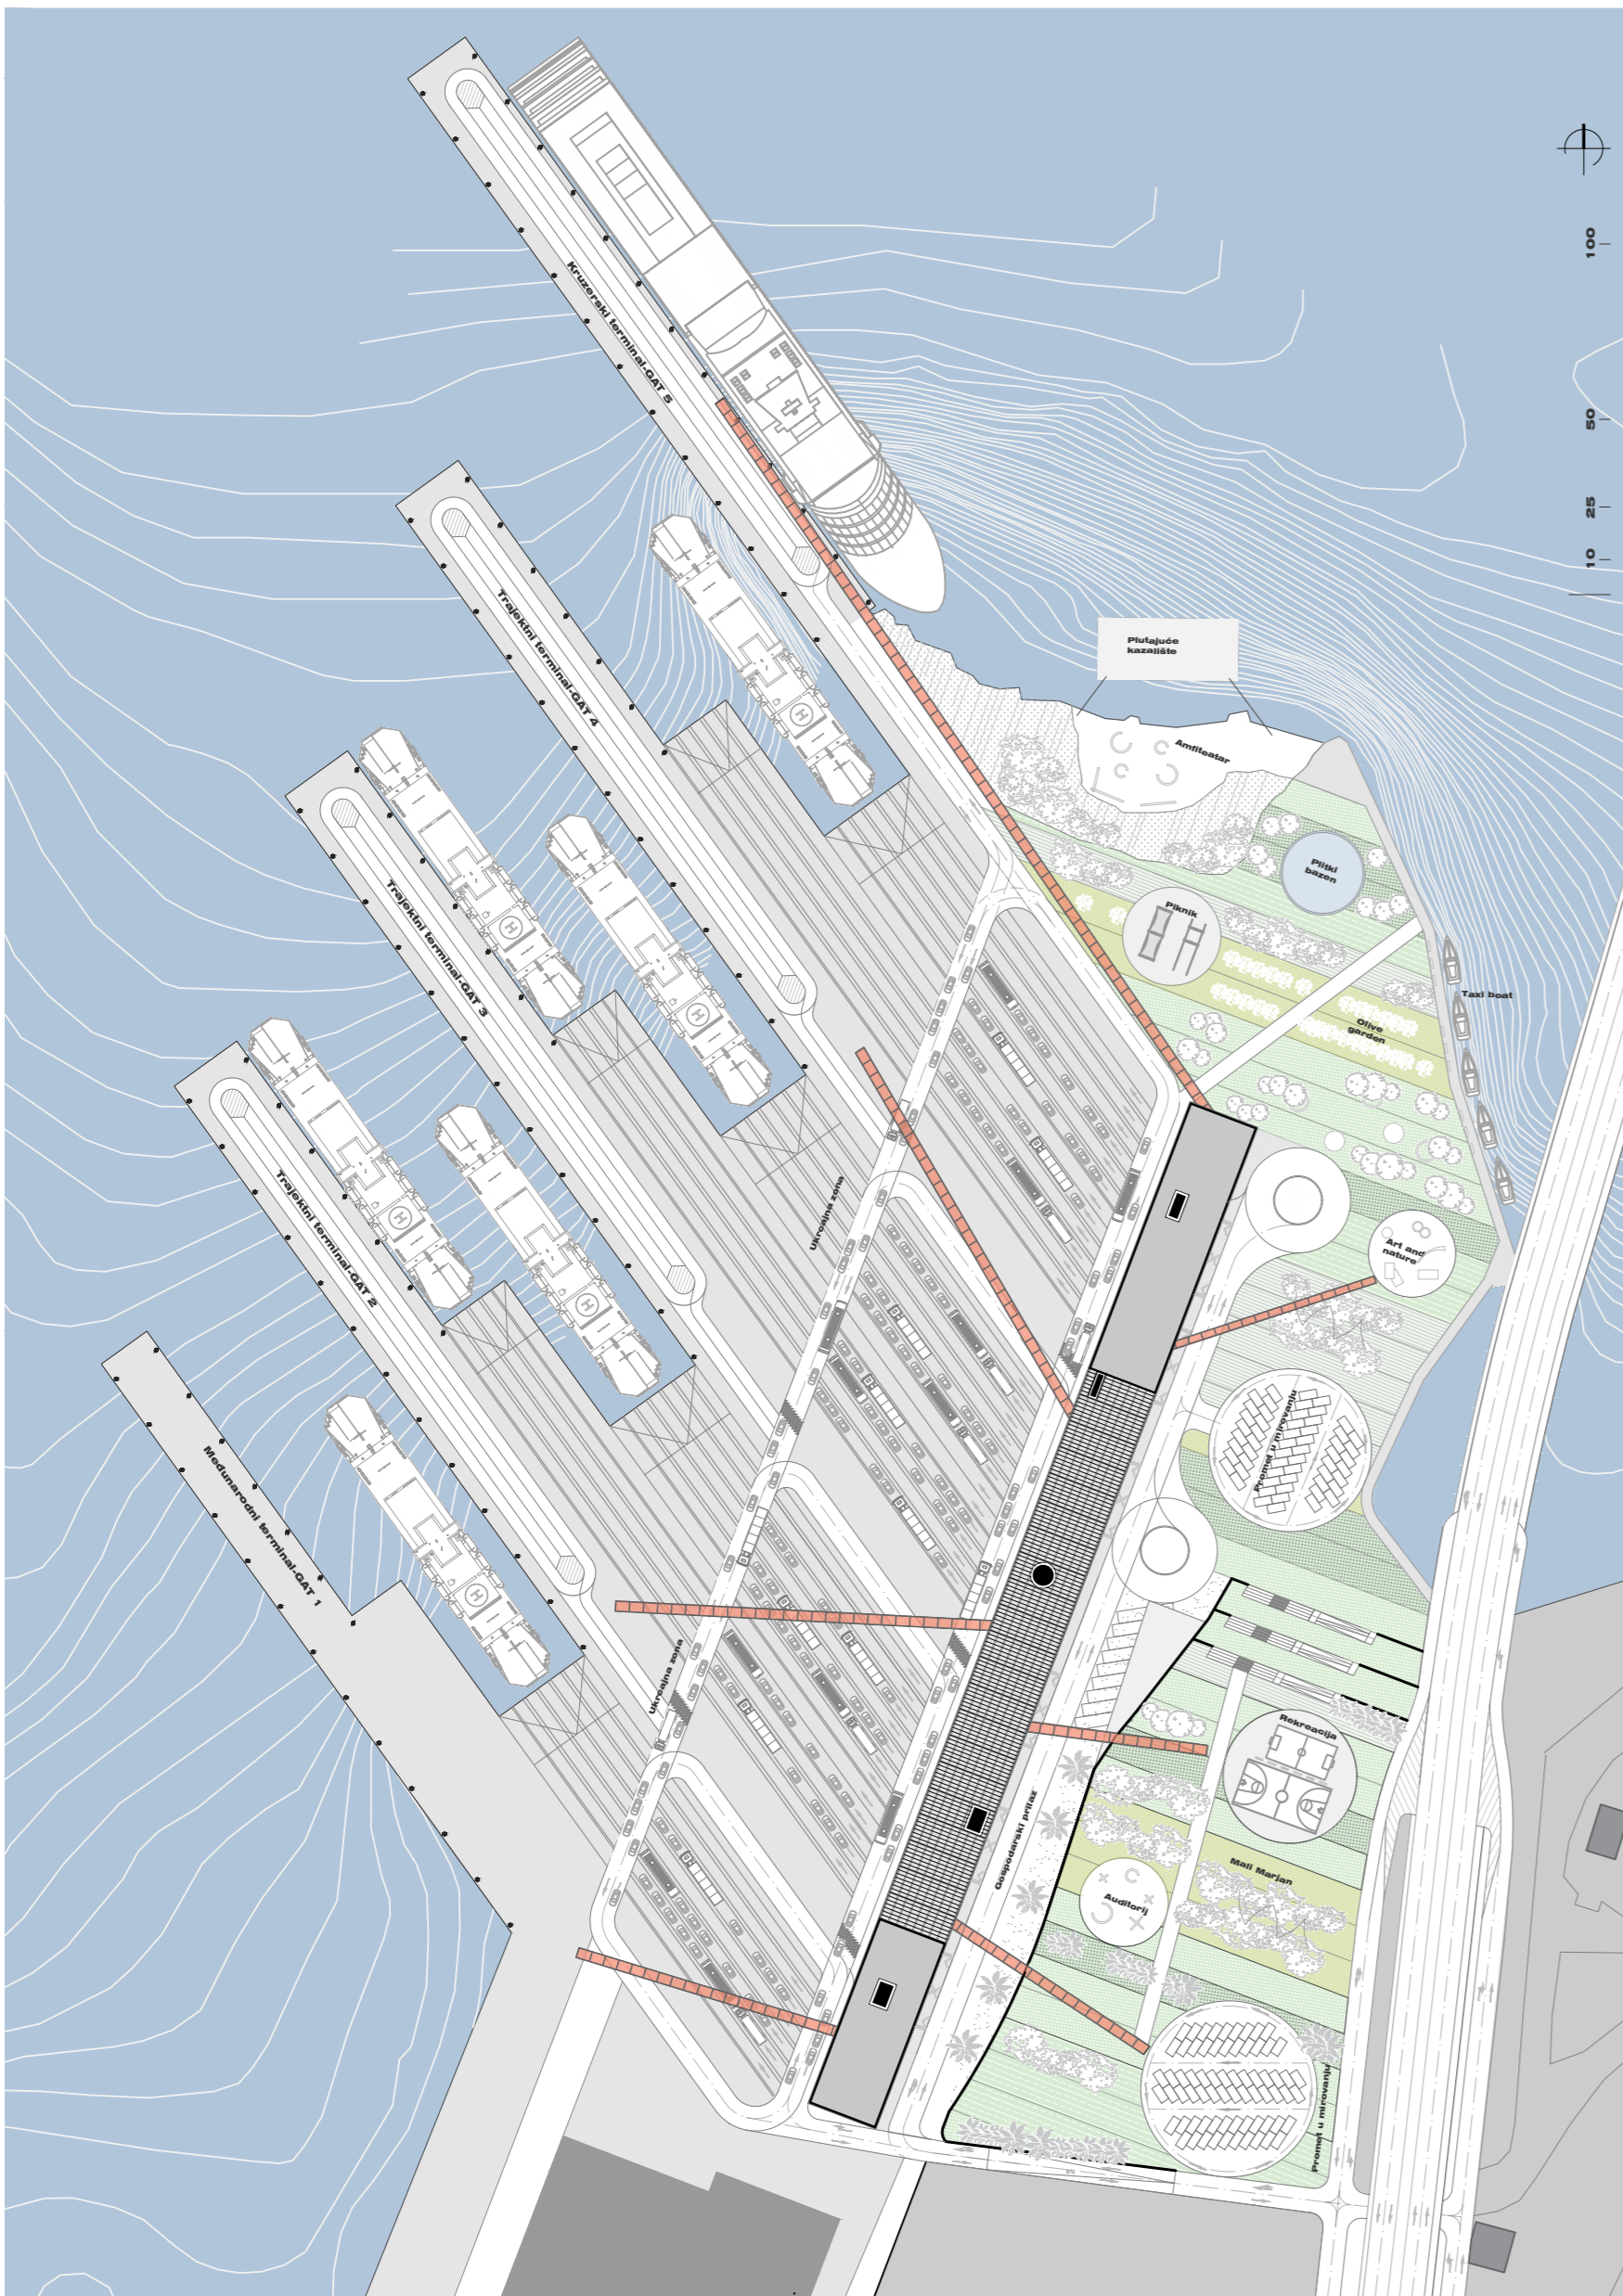 100
50
25
10
Kruzerski terminal-GAT 5
Trajektni terminal-GAT 4
Plutajuće
kazalište
Amfiteatar
Plitki
bazen
Piknik
Taxi boat
Olive
garden
Trajektni terminal-GAT 3
Ukrcajna zona
Art and
nature
Trajektni terminal-GAT 2
Promet u mirovanju
Međunarodni terminal-GAT 1
Ukrcajna zona
Rekreacija
Gospodarski prilaz
Mali Marjan
Auditorij
Promet u mirovanju
H
H
H
H
H
H